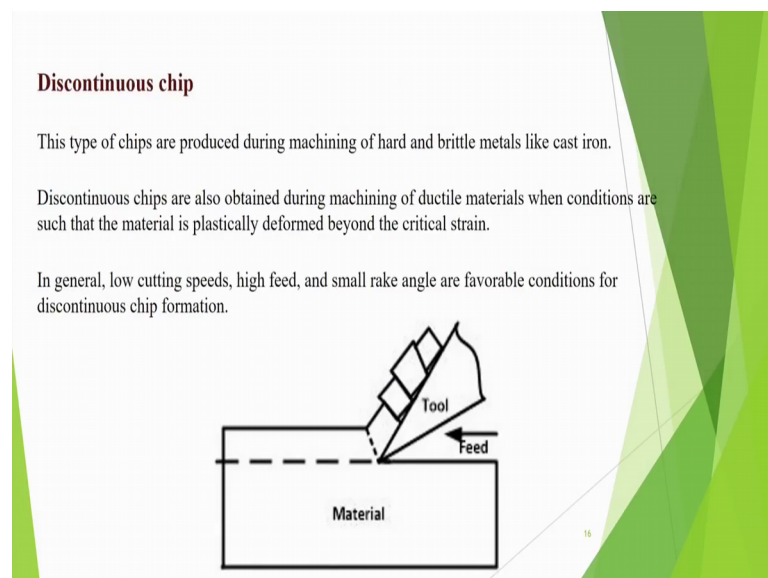 Discontinuous chip
This type of chips are produced during machining of hard and brittle metals like cast iron.
Discontinuous chips are also obtained during machining of ductile materials when conditions are
such that the material is plastically deformed beyond the critical strain.
In general, low cutting speeds, high feed, and small rake angle are favorable conditions for
discontinuous chip formation.
Tool
Feed
Material
16